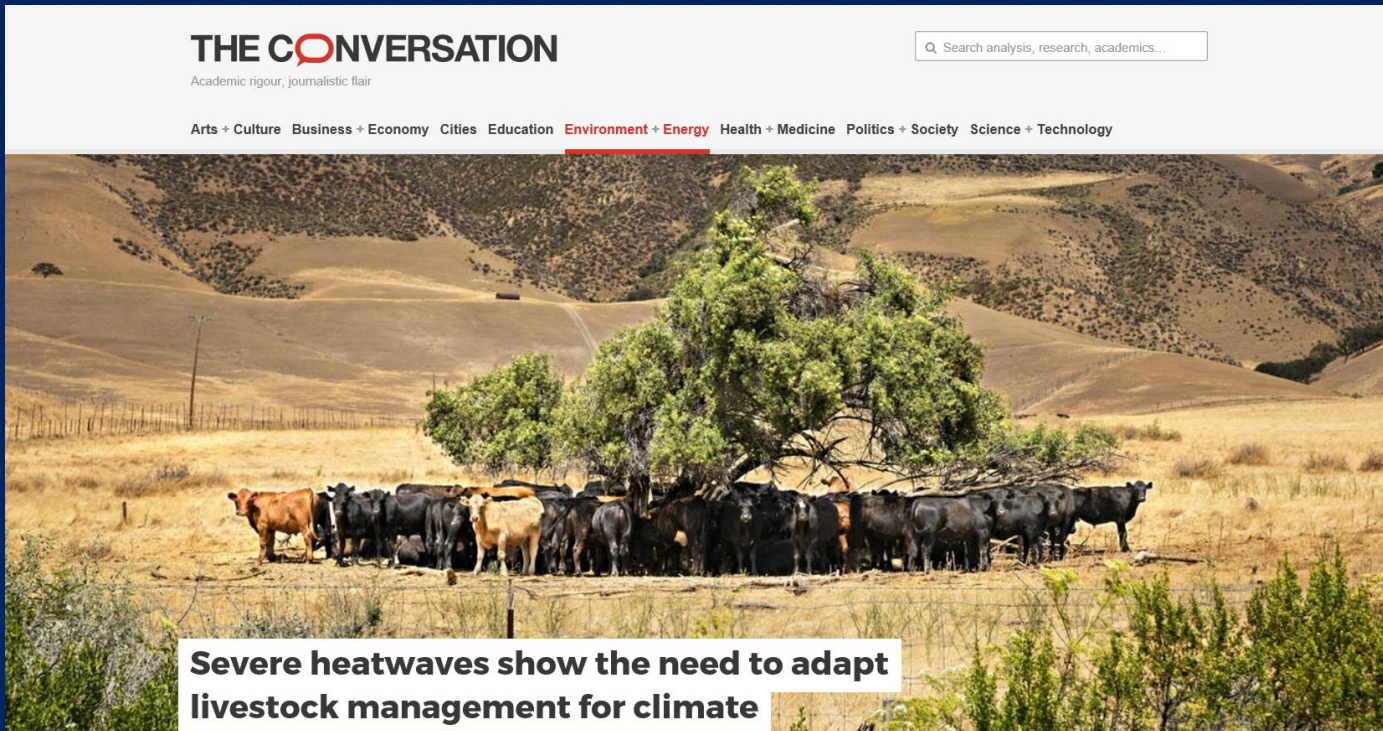 THE CONVERSATION
Search analysis, research, academics...
Academic rigour, journalistic flair
Arts + Culture Business + Economy Cities Education Environment + Energy Health + Medicine Politics + Society Science + Technology
Severe heatwaves show the need to adapt
livestock management for climate